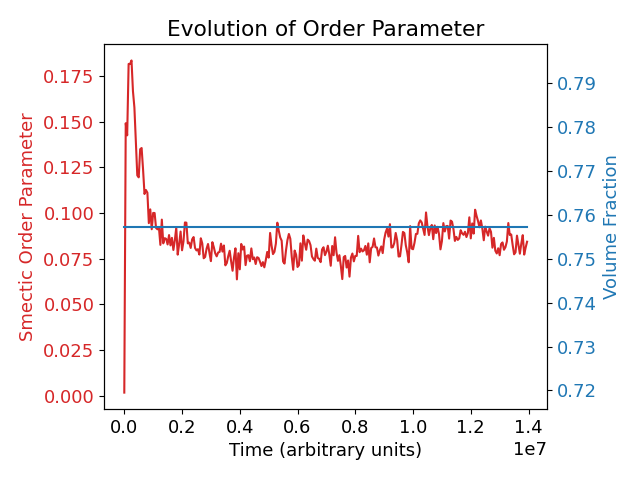 Evolution of Order Parameter
Smectic Order Parameter
0.175
0.150
0.125
0.100
0.075
0.050
0.025
0.000
0.79
0.78
0.77
0.76
0.75
0.74
0.73
0.72
Volume Fraction
0.0 0.2 0.4 0.6 0.8 1.0 1.2 1.4
1e7
Time (arbitrary units)